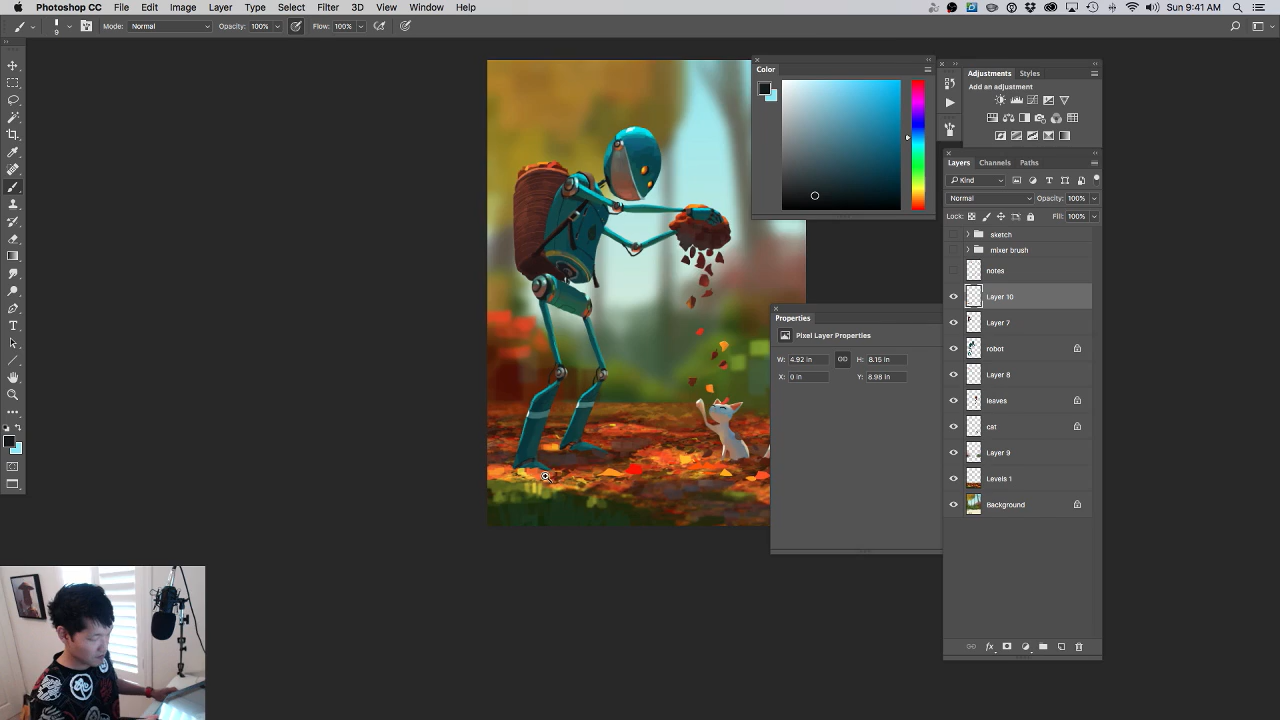 Photoshop CC File Edit Image Layer Type Select Filter 3D View Window Help Sun 9:41 AM
9 Mode: Normal Opacity: 100% Flow: 100%
Color
Adjustments Styles
Add an adjustment
Layers Channels Paths
Kind
Normal Opacity: 100%
Lock: Fill: 100%
sketch
mixer brush
notes
Layer 10
Layer 7
robot
Layer 8
leaves
cat
Layer 9
Levels 1
Background
Properties
Pixel Layer Properties
W: 4.92 in H: 8.15 in
X: 0 in Y: 8.98 in